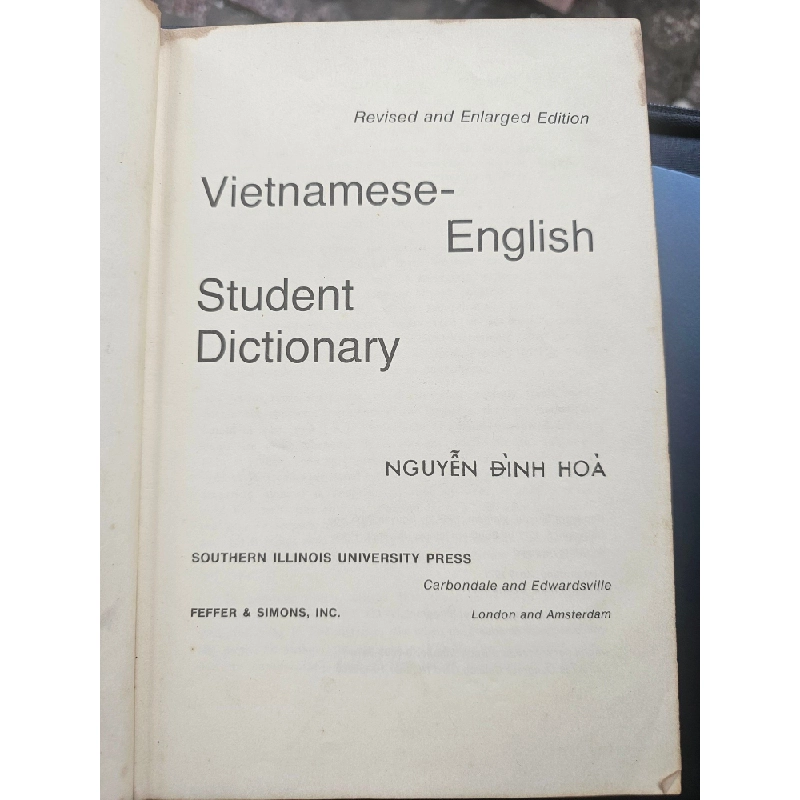 Revised and Enlarged Edition
Vietnamese-
English
Student
Dictionary
NGUYỄN ĐÌNH HOÀ
SOUTHERN ILLINOIS UNIVERSITY PRESS
Carbondale and Edwardsville
FEFFER & SIMONS, INC. London and Amsterdam